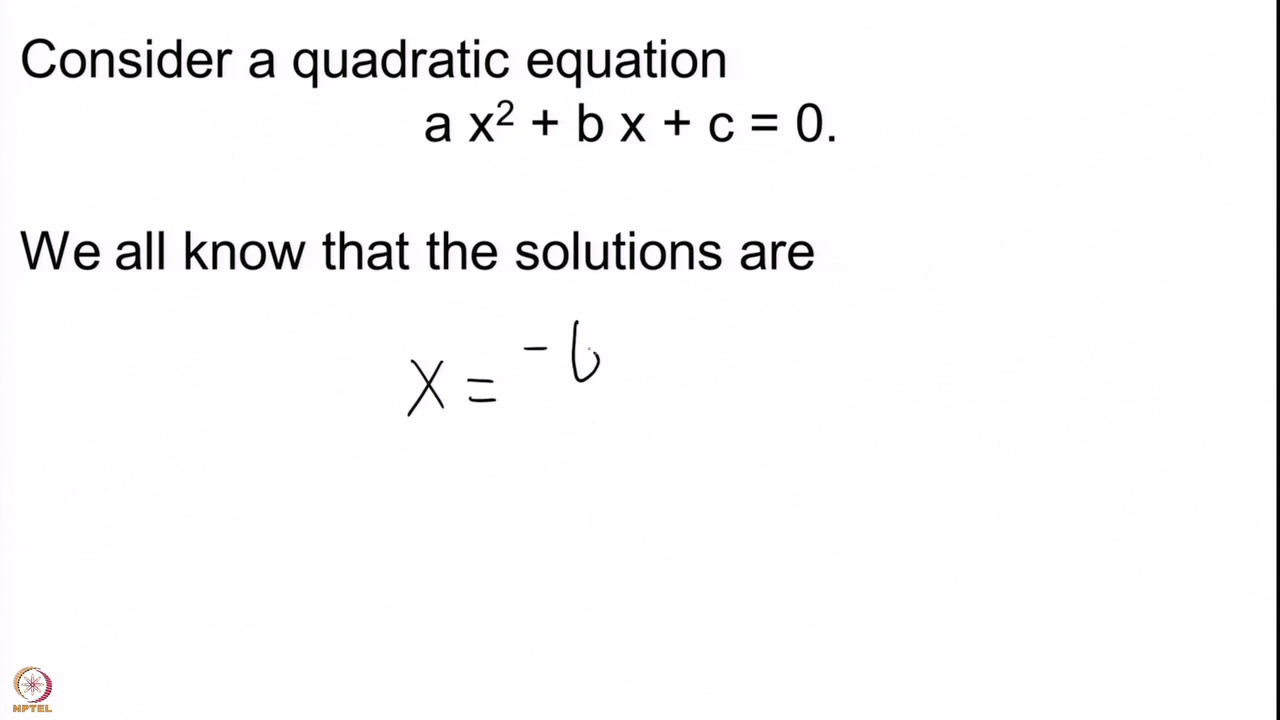 Consider a quadratic equation
a x² + b x + c = 0.
We all know that the solutions are
x = - b
NPTEL